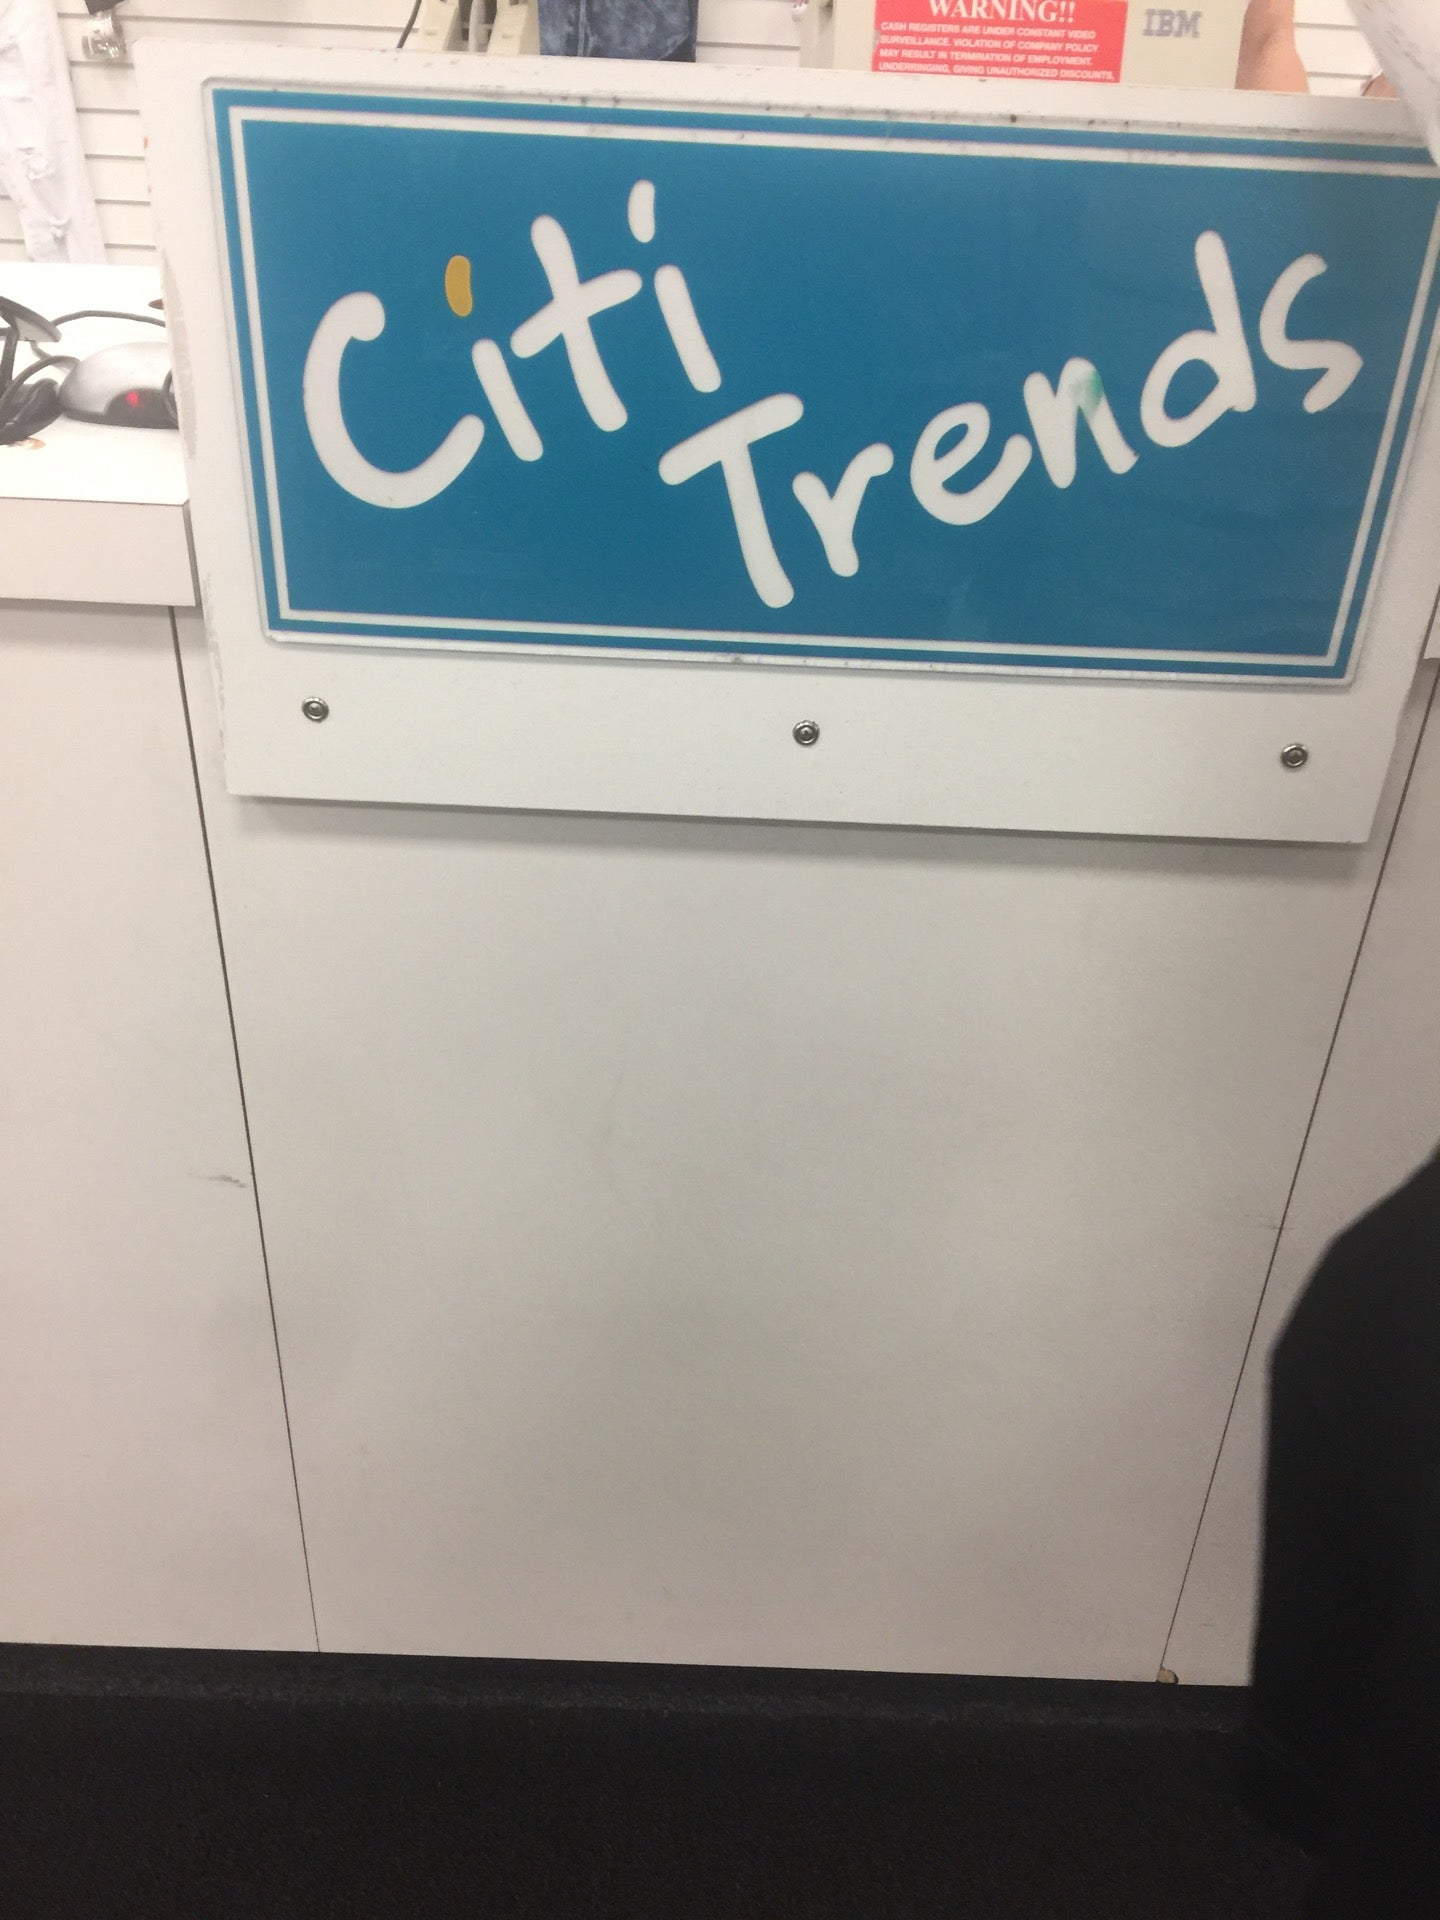 WARNING!!
CASH REGISTERS ARE UNDER CONSTANT VIDEO
SURVEILLANCE. VIOLATION OF COMPANY POLICY
MAY RESULT IN TERMINATION OF EMPLOYMENT.
UNDERRINGING, GIVING UNAUTHORIZED DISCOUNTS,
IBM
Citi
Trends